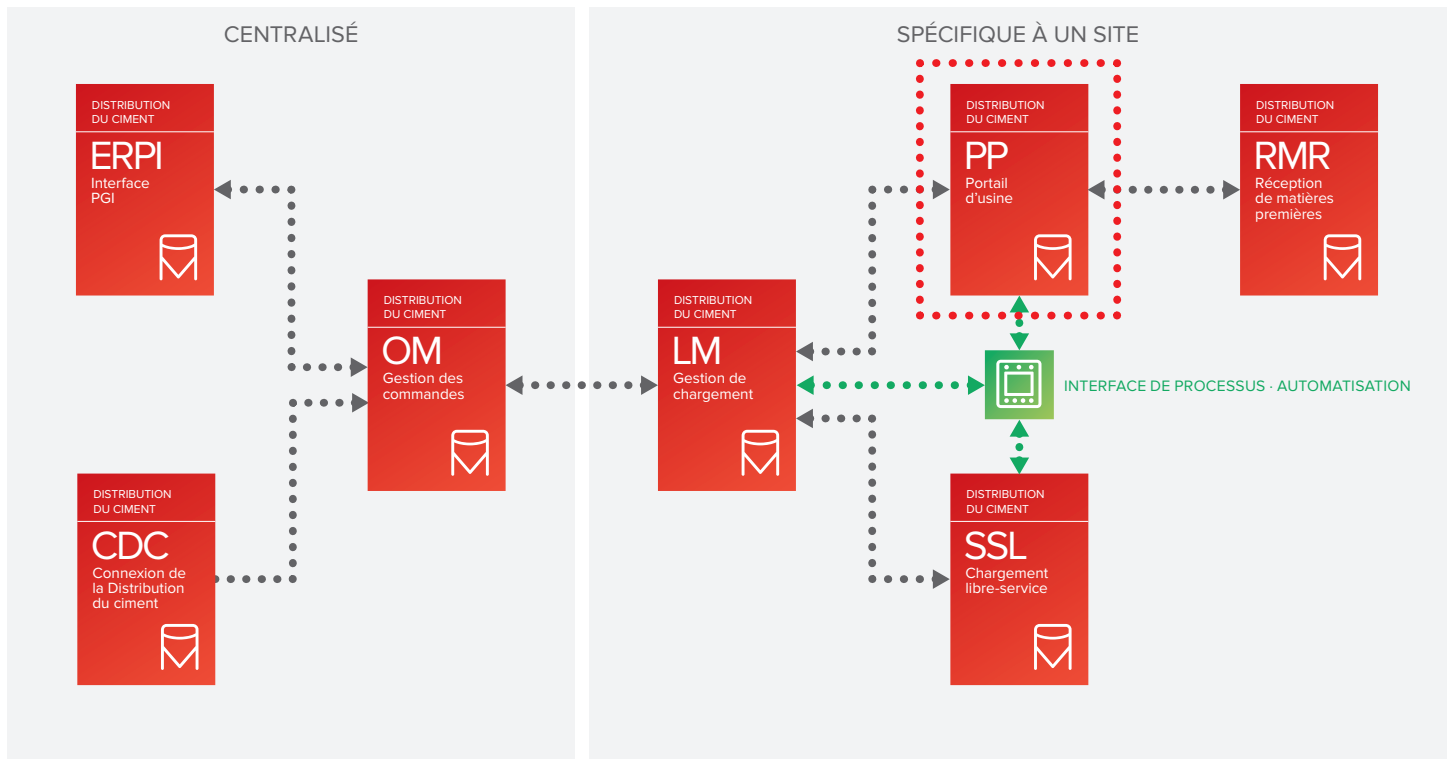 CENTRALISÉ
DISTRIBUTION
DU CIMENT
ERPI
Interface
PGI
DISTRIBUTION
DU CIMENT
OM
Gestion des
commandes
DISTRIBUTION
DU CIMENT
CDC
Connexion de
la Distribution
du ciment
SPÉCIFIQUE À UN SITE
DISTRIBUTION
DU CIMENT
LM
Gestion de
chargement
DISTRIBUTION
DU CIMENT
PP
Portail
d'usine
DISTRIBUTION
DU CIMENT
RMR
Réception
de matières
premières
INTERFACE DE PROCESSUS · AUTOMATISATION
DISTRIBUTION
DU CIMENT
SSL
Chargement
libre-service